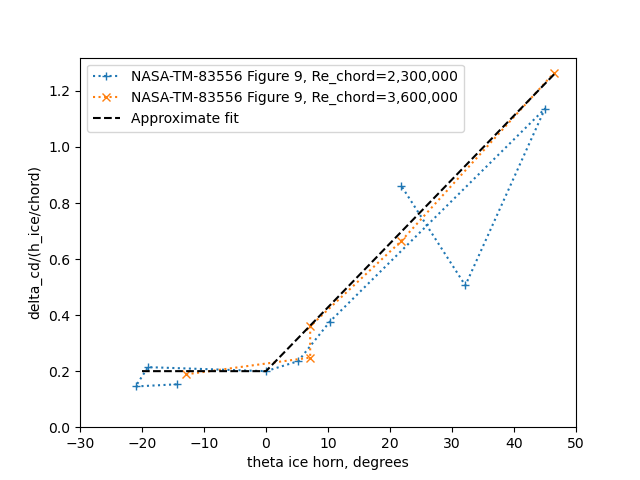 NASA-TM-83556 Figure 9, Re_chord=2,300,000
NASA-TM-83556 Figure 9, Re_chord=3,600,000
Approximate fit
delta_cd/(h_ice/chord)
1.2
1.0
0.8
0.6
0.4
0.2
0.0
−30 −20 −10 0 10 20 30 40 50
theta ice horn, degrees